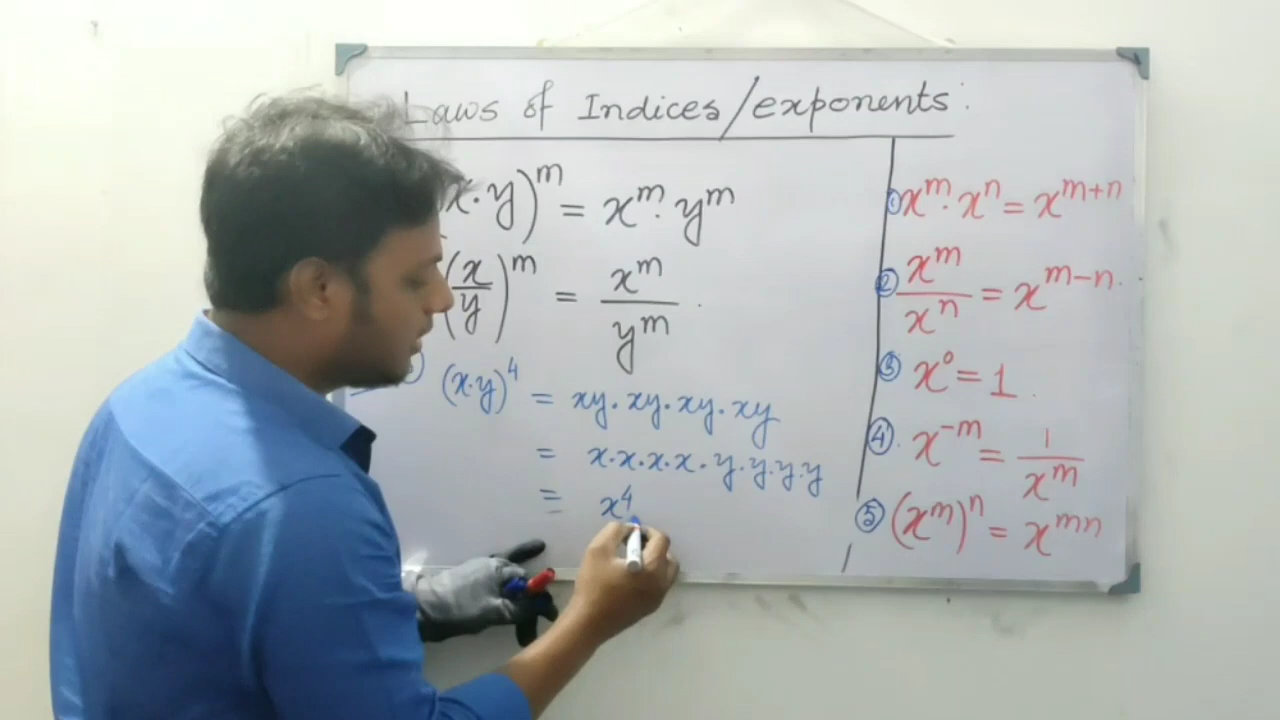 Laws of Indices/exponents:
x·y)^m = x^m · y^m
(x/y)^m = x^m / y^m
(x·y)^4 = xy·xy·xy·xy
= x·x·x·x·y·y·y·y
= x^4
① x^m · x^n = x^{m+n}
② x^m / x^n = x^{m-n}.
③ x^0 = 1.
④. x^{-m} = 1 / x^m
⑤ (x^m)^n = x^{mn}